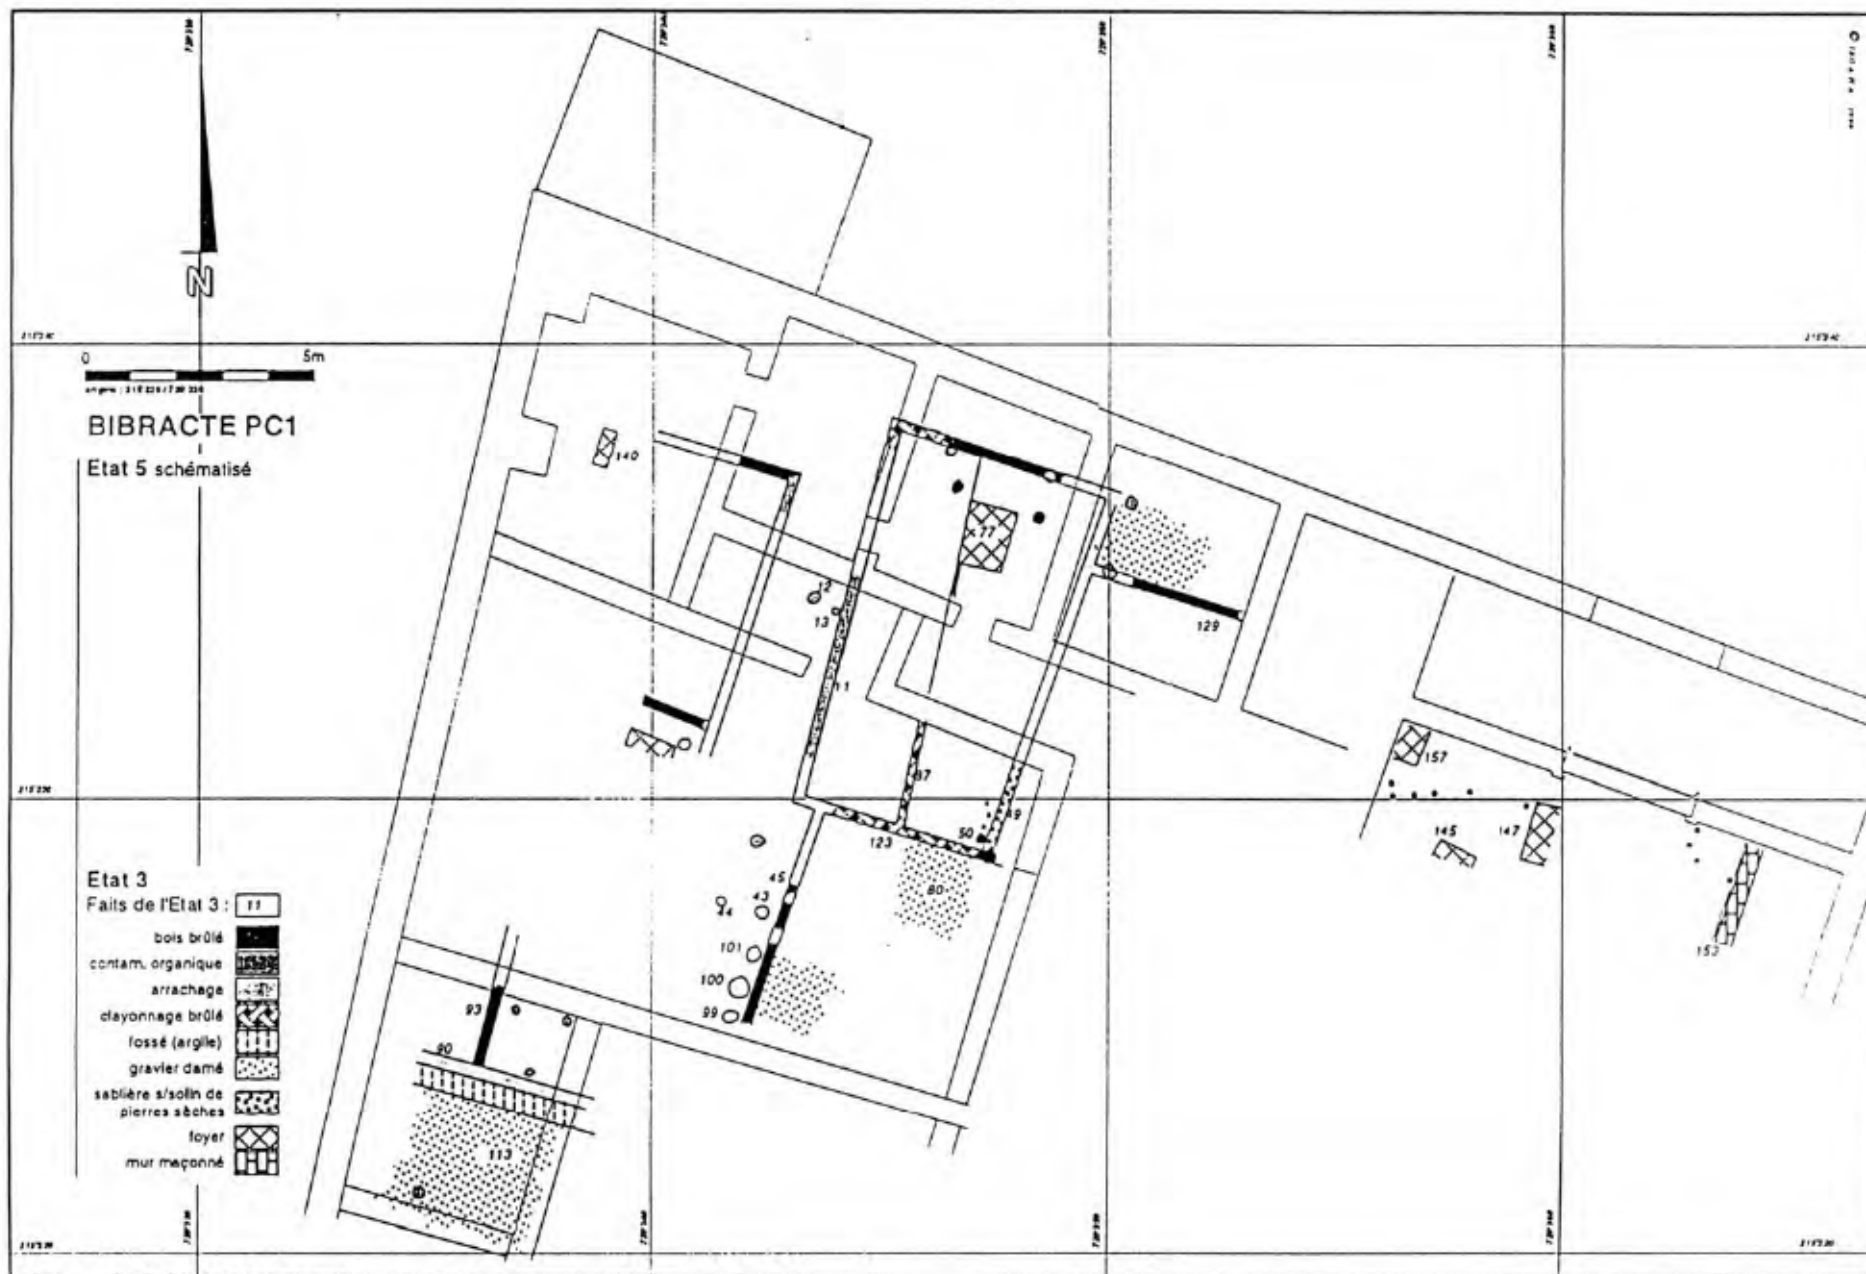 N
0 5m
BIBRACTE PC1
Etat 5 schématisé
140
77
12
13
11
129
157
87
49
50
123
145
147
80
45
43
44
101
153
100
99
93
90
113
Etat 3
Faits de l'Etat 3 : 11
bois brûlé
contam. organique
arrachage
clayonnage brûlé
fossé (argile)
gravier damé
sablière s/solin de
pierres sèches
foyer
mur maçonné